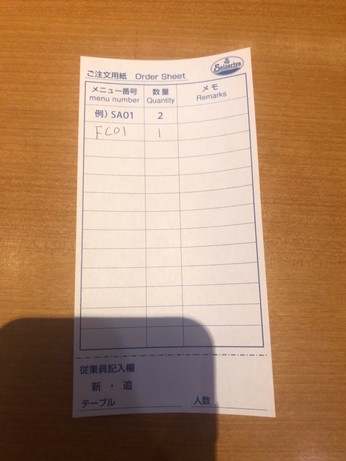 ご注文用紙 Order Sheet Saizeriya
メニュー番号 数量 メモ
menu number Quantity Remarks
例) SA01 2
FC01 1
従業員記入欄
新・追
テーブル 人数